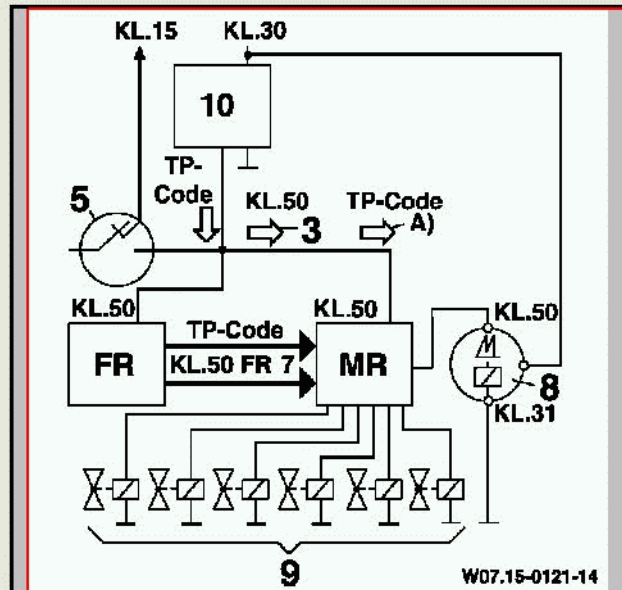 KL.15
KL.30
10
TP-
Code
5
KL.50
3
TP-Code
A)
KL.50
KL.50
KL.50
FR
TP-Code
KL.50 FR 7
MR
M
8
KL.31
9
W07.15-0121-14